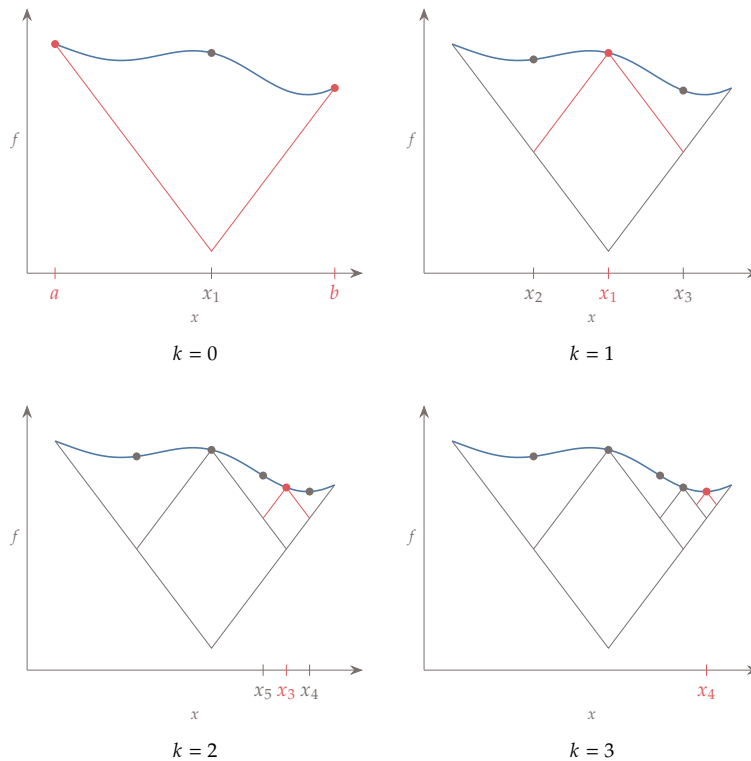 f
a x₁ b
x
k = 0
f
x₂ x₁ x₃
x
k = 1
f
x₅ x₃ x₄
x
k = 2
f
x₄
x
k = 3